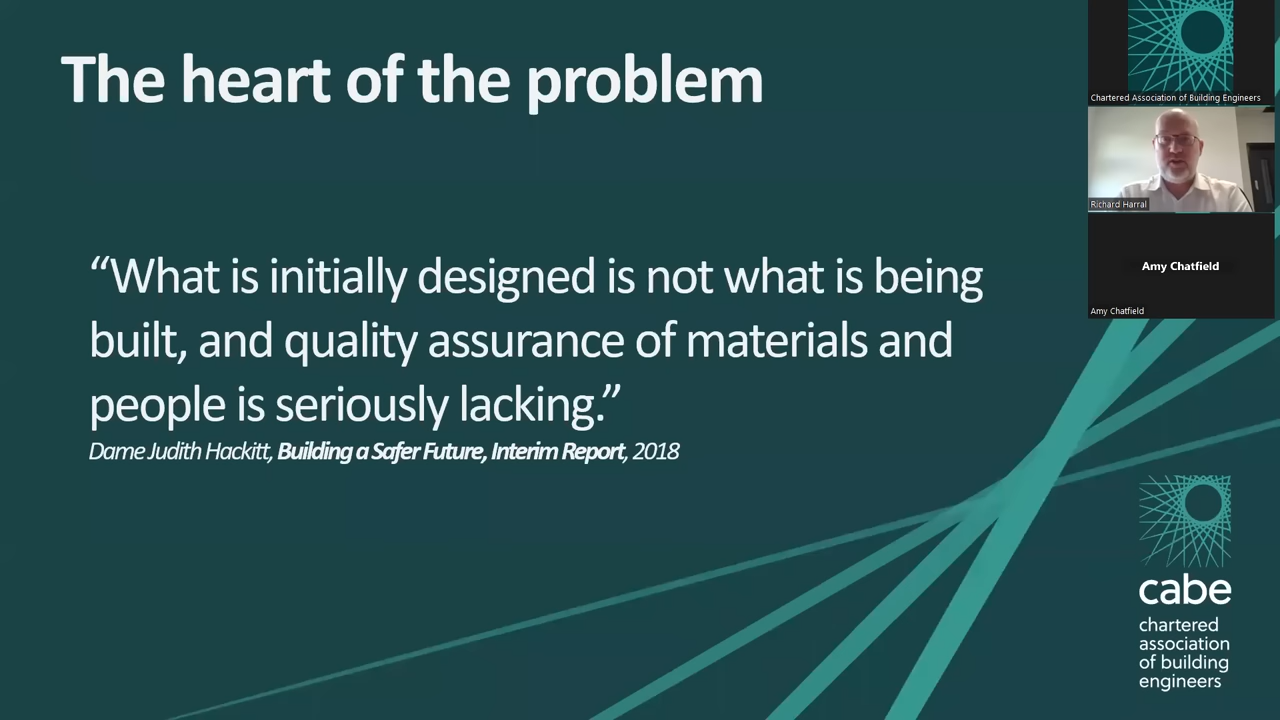 The heart of the problem
“What is initially designed is not what is being
built, and quality assurance of materials and
people is seriously lacking.”
Dame Judith Hackitt, Building a Safer Future, Interim Report, 2018
Chartered Association of Building Engineers
Richard Harral
Amy Chatfield
Amy Chatfield
cabe
chartered
association
of building
engineers